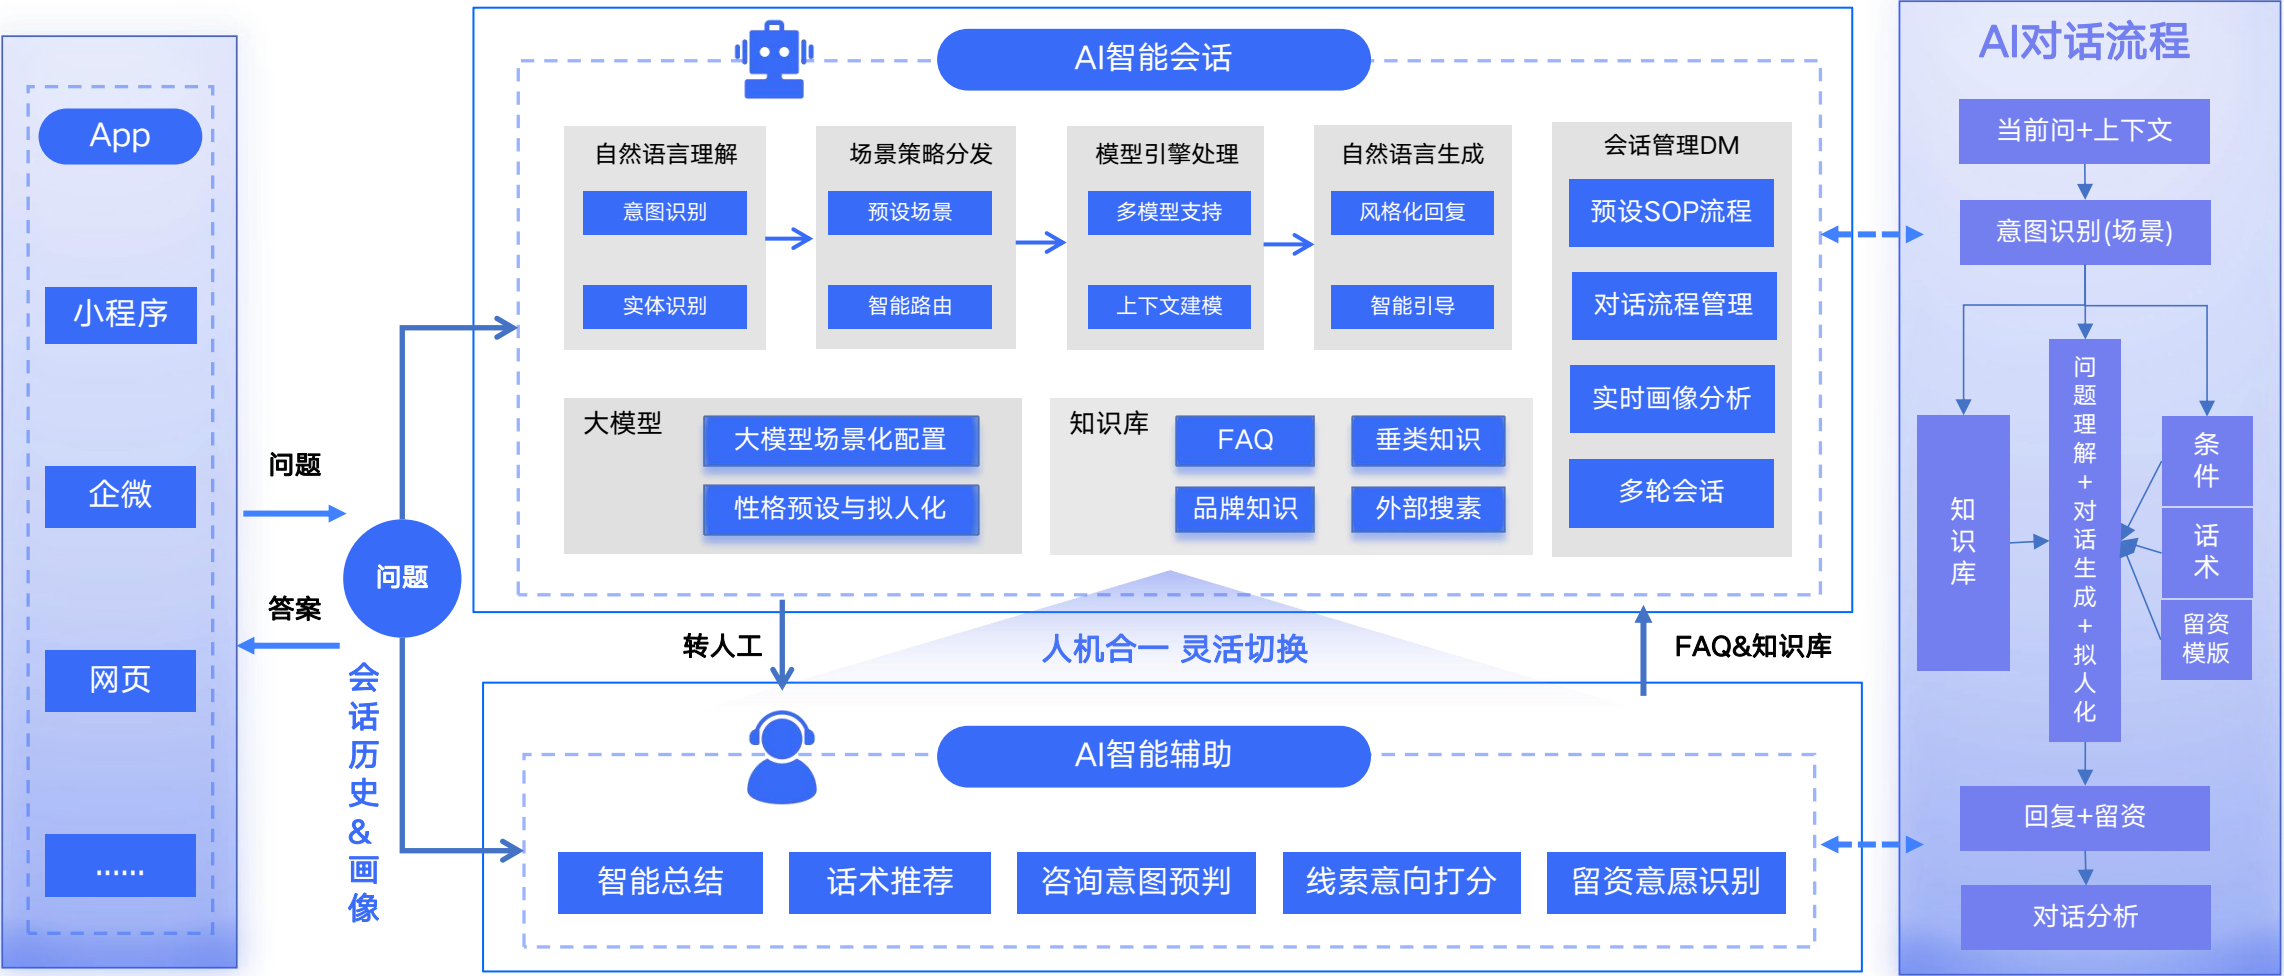 App
小程序
企微
网页
......
问题
答案
问题
会话历史&画像
AI智能会话
自然语言理解
意图识别
实体识别
场景策略分发
预设场景
智能路由
模型引擎处理
多模型支持
上下文建模
自然语言生成
风格化回复
智能引导
会话管理DM
预设SOP流程
对话流程管理
实时画像分析
多轮会话
大模型
大模型场景化配置
性格预设与拟人化
知识库
FAQ
垂类知识
品牌知识
外部搜素
转人工
人机合一 灵活切换
FAQ&知识库
AI智能辅助
智能总结
话术推荐
咨询意图预判
线索意向打分
留资意愿识别
AI对话流程
当前问+上下文
意图识别(场景)
知识库
问题理解+对话生成+拟人化
条件
话术
留资
模版
回复+留资
对话分析